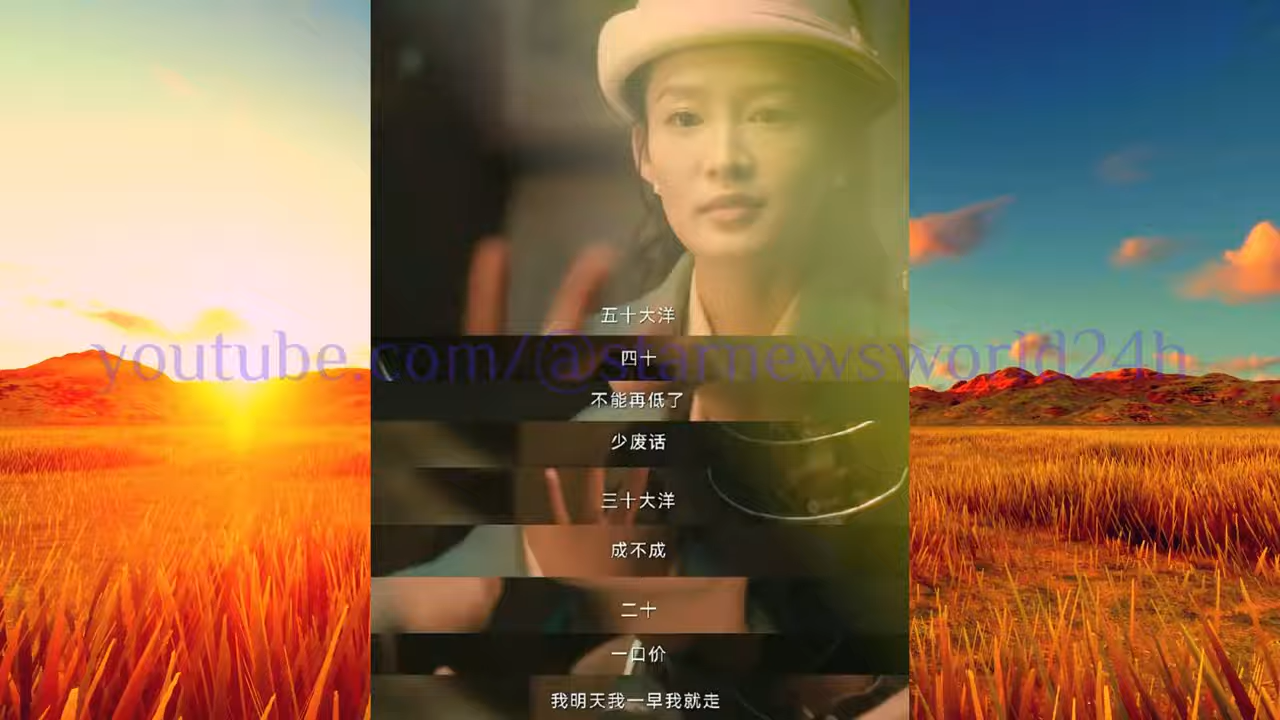 五十大洋
youtube.com/@starnewsworld24h
四十
不能再低了
少废话
三十大洋
成不成
二十
一口价
我明天我一早我就走